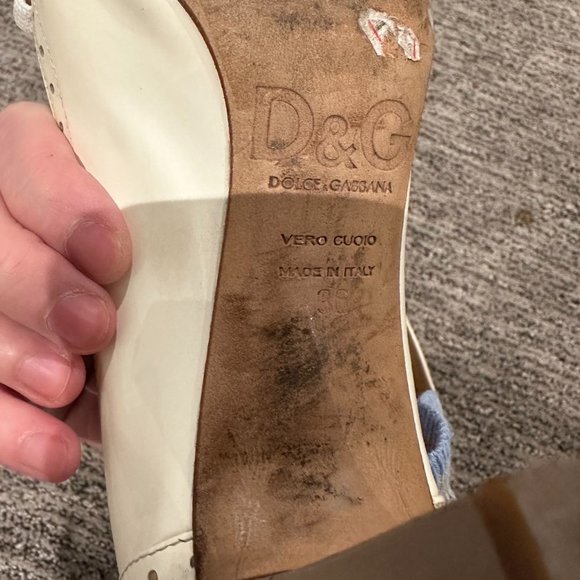 D&G
DOLCE & GABBANA
VERO CUOIO
MADE IN ITALY